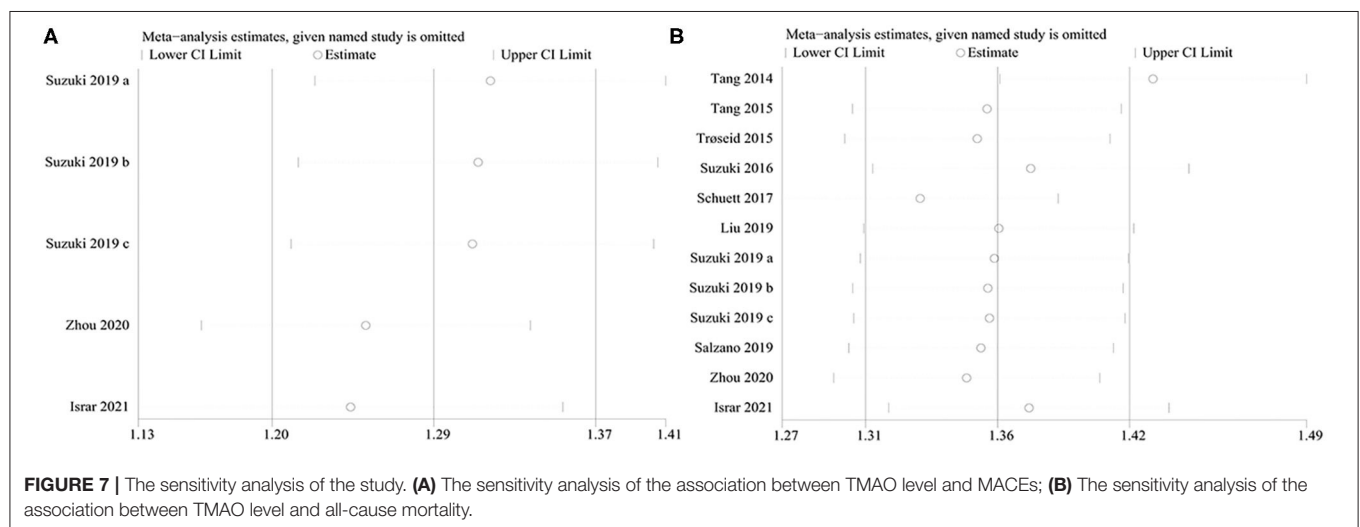 A
Meta-analysis estimates, given named study is omitted
| Lower CI Limit ○ Estimate | Upper CI Limit
Suzuki 2019 a
Suzuki 2019 b
Suzuki 2019 c
Zhou 2020
Israr 2021
1.13 1.20 1.29 1.37 1.41
B
Meta-analysis estimates, given named study is omitted
| Lower CI Limit ○ Estimate | Upper CI Limit
Tang 2014
Tang 2015
Trøseid 2015
Suzuki 2016
Schuett 2017
Liu 2019
Suzuki 2019 a
Suzuki 2019 b
Suzuki 2019 c
Salzano 2019
Zhou 2020
Israr 2021
1.27 1.31 1.36 1.42 1.49
FIGURE 7 | The sensitivity analysis of the study. (A) The sensitivity analysis of the association between TMAO level and MACEs; (B) The sensitivity analysis of the
association between TMAO level and all-cause mortality.